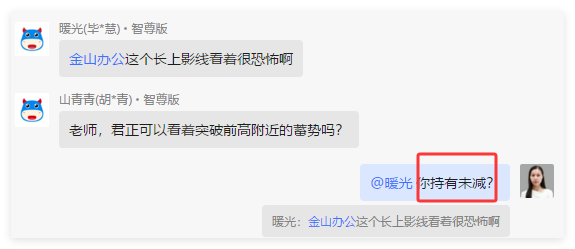 暖光(毕*慧)・智尊版
金山办公这个长上影线看着很恐怖啊
山青青(胡*青)・智尊版
老师，君正可以看着突破前高附近的蓄势吗？
@暖光 你持有未减？
暖光：金山办公这个长上影线看着很恐怖啊